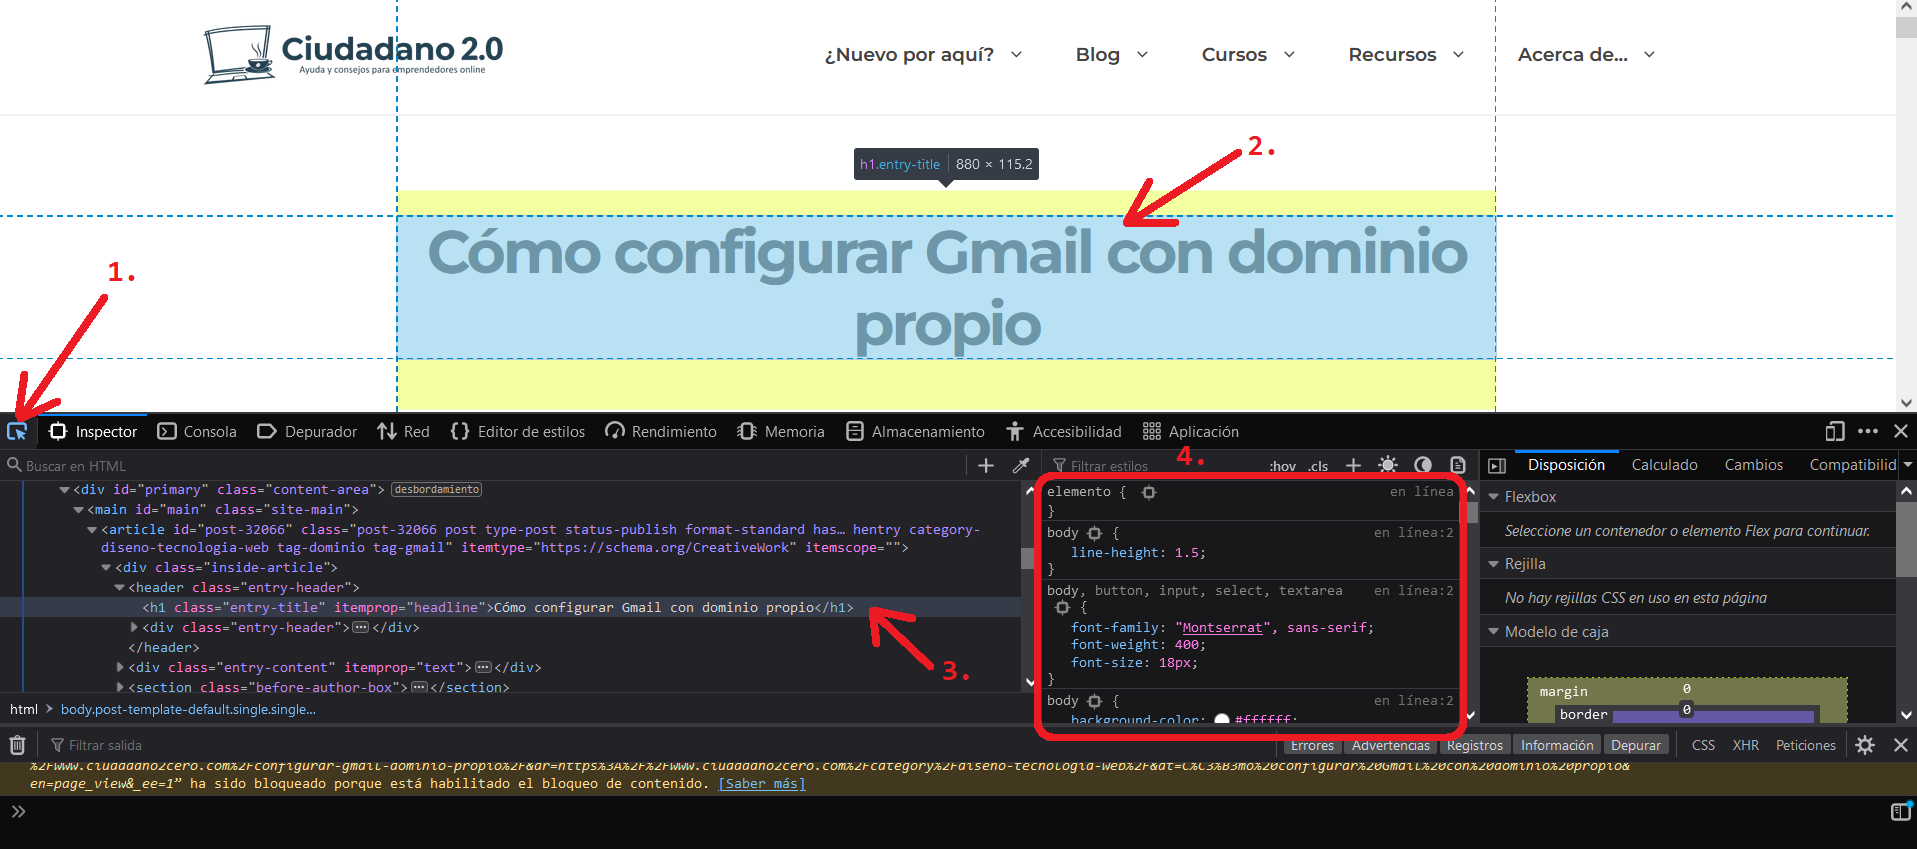 Ciudadano 2.0
Ayuda y consejos para emprendedores online
¿Nuevo por aquí?
Blog
Cursos
Recursos
Acerca de...
2.
h1.entry-title 880 × 115.2
Cómo configurar Gmail con dominio
propio
1.
Inspector
Consola
Depurador
Red
Editor de estilos
Rendimiento
Memoria
Almacenamiento
Accesibilidad
Aplicación
Buscar en HTML
<div id="primary" class="content-area"> desbordamiento
<main id="main" class="site-main">
<article id="post-32066" class="post-32066 post type-post status-publish format-standard has… hentry category-
diseno-tecnologia-web tag-dominio tag-gmail" itemtype="https://schema.org/CreativeWork" itemscope="">
<div class="inside-article">
<header class="entry-header">
<h1 class="entry-title" itemprop="headline">Cómo configurar Gmail con dominio propio</h1>
<div class="entry-header"> ••• </div>
</header>
<div class="entry-content" itemprop="text"> ••• </div>
<section class="before-author-box"> ••• </section>
3.
html > body.post-template-default.single.single...
4.
Filtrar estilos
:hov .cls +
elemento { en línea
}
body { en línea:2
line-height: 1.5;
}
body, button, input, select, textarea en línea:2
{
font-family: "Montserrat", sans-serif;
font-weight: 400;
font-size: 18px;
}
body { en línea:2
background-color: #ffffff;
Disposición
Calculado
Cambios
Compatibilid
Flexbox
Seleccione un contenedor o elemento Flex para continuar.
Rejilla
No hay rejillas CSS en uso en esta página
Modelo de caja
margin 0
border 0
Filtrar salida
Errores
Advertencias
Registros
Información
Depurar
CSS
XHR
Peticiones
%2Fwww.ciudadano2cero.com%2Fconfigurar-gmail-dominio-propio%2F&dr=https%3A%2F%2Fwww.ciudadano2cero.com%2Fcategory%2Fdiseno-tecnologia-web%2F&dt=C%C3%B3mo%20configurar%20Gmail%20con%20dominio%20propio&
en=page_view&_ee=1” ha sido bloqueado porque está habilitado el bloqueo de contenido. [Saber más]